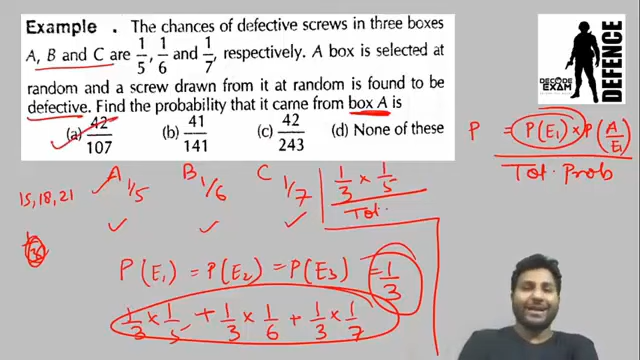 Example . The chances of defective screws in three boxes
A, B and C are 1/5, 1/6 and 1/7, respectively. A box is selected at
random and a screw drawn from it at random is found to be
defective. Find the probability that it came from box A is
(a) 42/107 (b) 41/141 (c) 42/243 (d) None of these
DECODE EXAM
DEFENCE
P = P(E1) × P(A/E1)
Tot. Prob
15, 18, 21
A 1/5 B 1/6 C 1/7
1/3 × 1/5
Tot.
P(E1) = P(E2) = P(E3) = 1/3
1/3 × 1/5 + 1/3 × 1/6 + 1/3 × 1/7